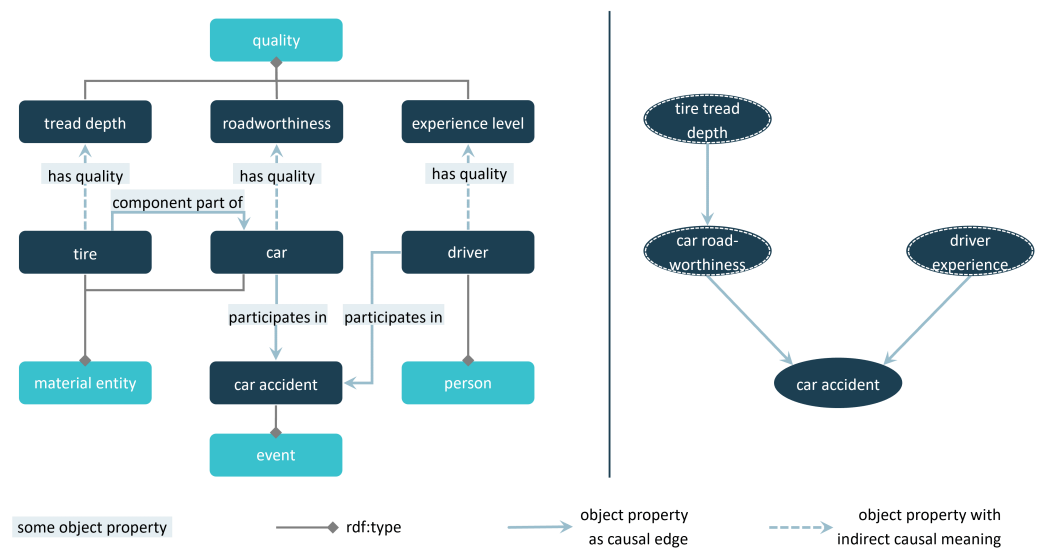 quality
tread depth
roadworthiness
experience level
has quality
has quality
has quality
component part of
tire
car
driver
participates in
participates in
material entity
car accident
person
event
tire tread
depth
car road-
worthiness
driver
experience
car accident
some object property
rdf:type
object property
as causal edge
object property with
indirect causal meaning